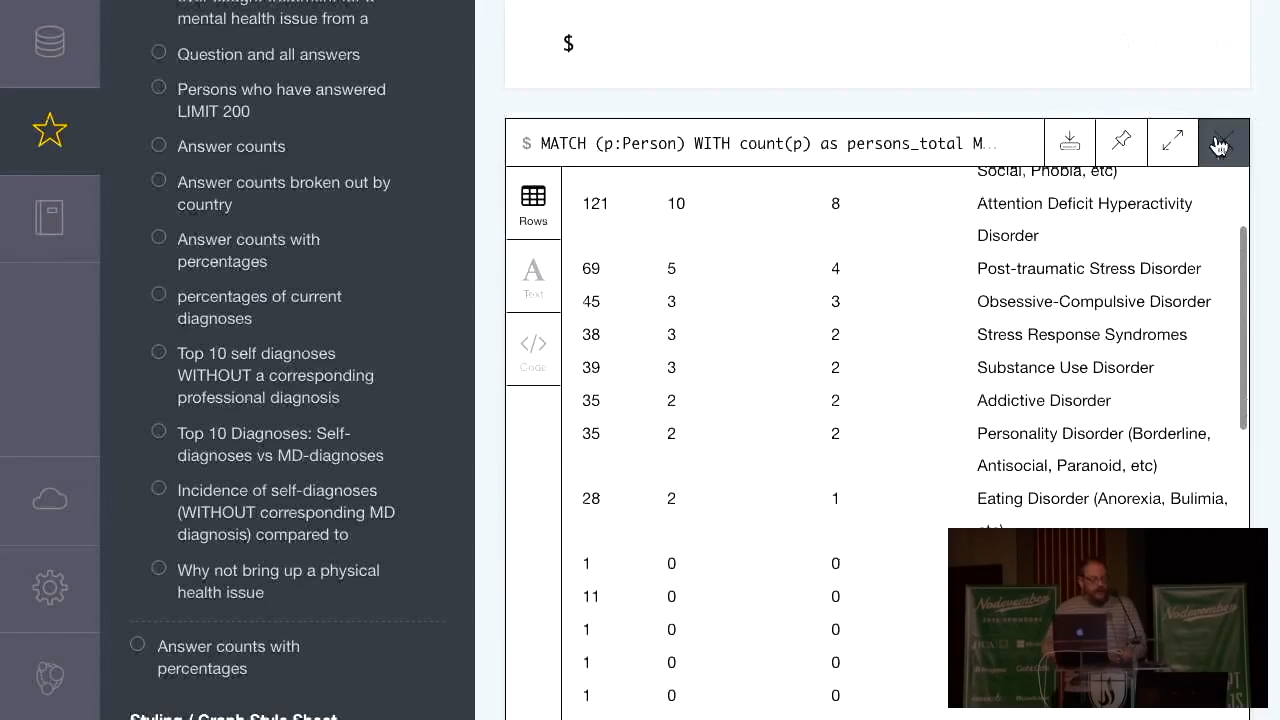 mental health issue from a
Question and all answers
Persons who have answered
LIMIT 200
Answer counts
Answer counts broken out by
country
Answer counts with
percentages
percentages of current
diagnoses
Top 10 self diagnoses
WITHOUT a corresponding
professional diagnosis
Top 10 Diagnoses: Self-
diagnoses vs MD-diagnoses
Incidence of self-diagnoses
(WITHOUT corresponding MD
diagnosis) compared to
Why not bring up a physical
health issue
Answer counts with
percentages
Styling / Graph Style Sheet
$
$ MATCH (p:Person) WITH count(p) as persons_total M...
Rows
Text
Code
Social, Phobia, etc)
121 10 8 Attention Deficit Hyperactivity
Disorder
69 5 4 Post-traumatic Stress Disorder
45 3 3 Obsessive-Compulsive Disorder
38 3 2 Stress Response Syndromes
39 3 2 Substance Use Disorder
35 2 2 Addictive Disorder
35 2 2 Personality Disorder (Borderline,
Antisocial, Paranoid, etc)
28 2 1 Eating Disorder (Anorexia, Bulimia,
etc)
1 0 0
11 0 0
1 0 0
1 0 0
1 0 0
Nodevember
Nodevember